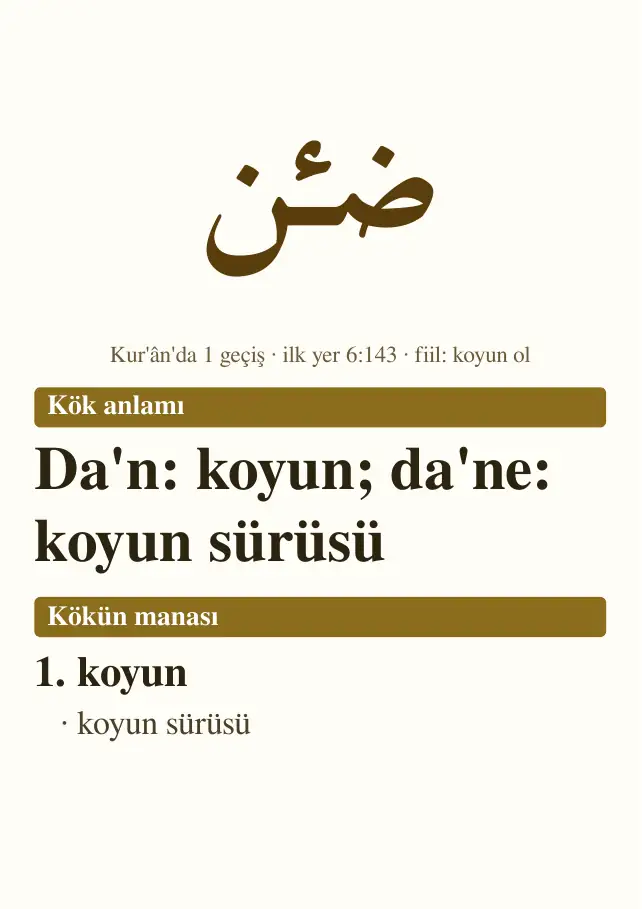 ضئن
Kur'ân'da 1 geçiş · ilk yer 6:143 · fiil: koyun ol
Kök anlamı
Da'n: koyun; da'ne:
koyun sürüsü
Kökün manası
1. koyun
· koyun sürüsü